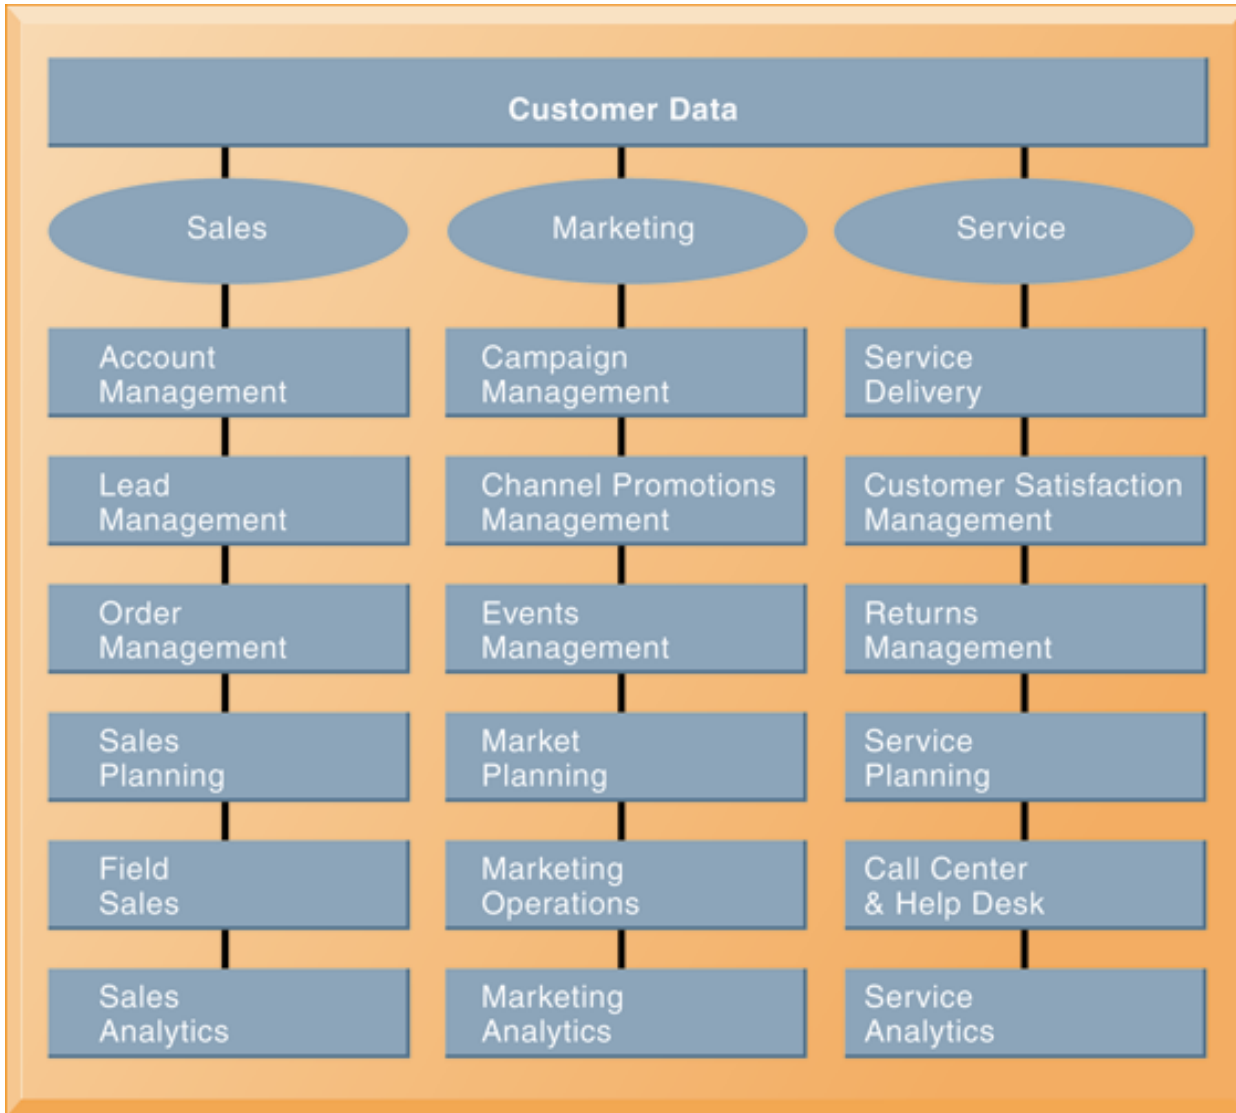 Customer Data
Sales
Marketing
Service
Account
Management
Campaign
Management
Service
Delivery
Lead
Management
Channel Promotions
Management
Customer Satisfaction
Management
Order
Management
Events
Management
Returns
Management
Sales
Planning
Market
Planning
Service
Planning
Field
Sales
Marketing
Operations
Call Center
& Help Desk
Sales
Analytics
Marketing
Analytics
Service
Analytics